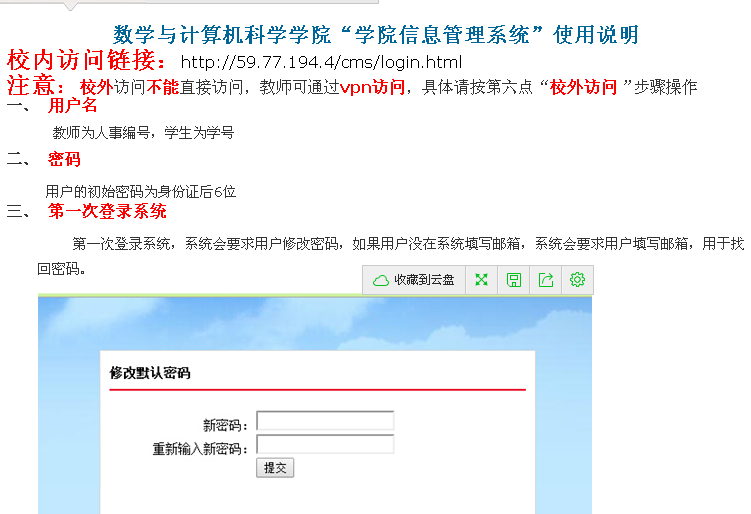 数学与计算机科学学院“学院信息管理系统”使用说明
校内访问链接：http://59.77.194.4/cms/login.html
注意：校外访问不能直接访问，教师可通过vpn访问，具体请按第六点“校外访问 ”步骤操作
一、 用户名
教师为人事编号，学生为学号
二、 密码
用户的初始密码为身份证后6位
三、 第一次登录系统
第一次登录系统，系统会要求用户修改密码，如果用户没在系统填写邮箱，系统会要求用户填写邮箱，用于找
回密码。
收藏到云盘
修改默认密码
新密码：
重新输入新密码：
提交